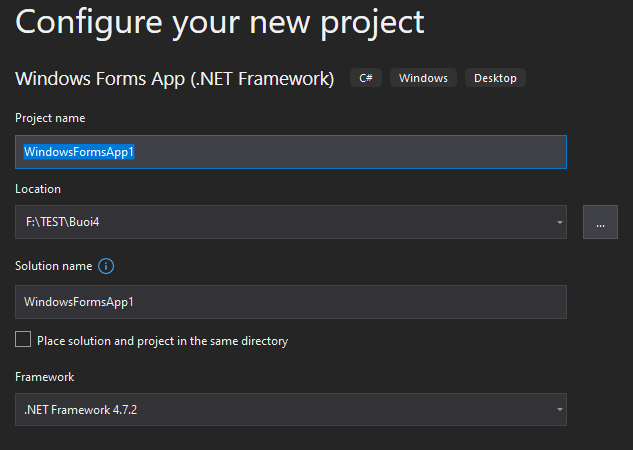 Configure your new project
Windows Forms App (.NET Framework) C# Windows Desktop
Project name
WindowsFormsApp1
Location
F:\TEST\Buoi4
...
Solution name
WindowsFormsApp1
Place solution and project in the same directory
Framework
.NET Framework 4.7.2